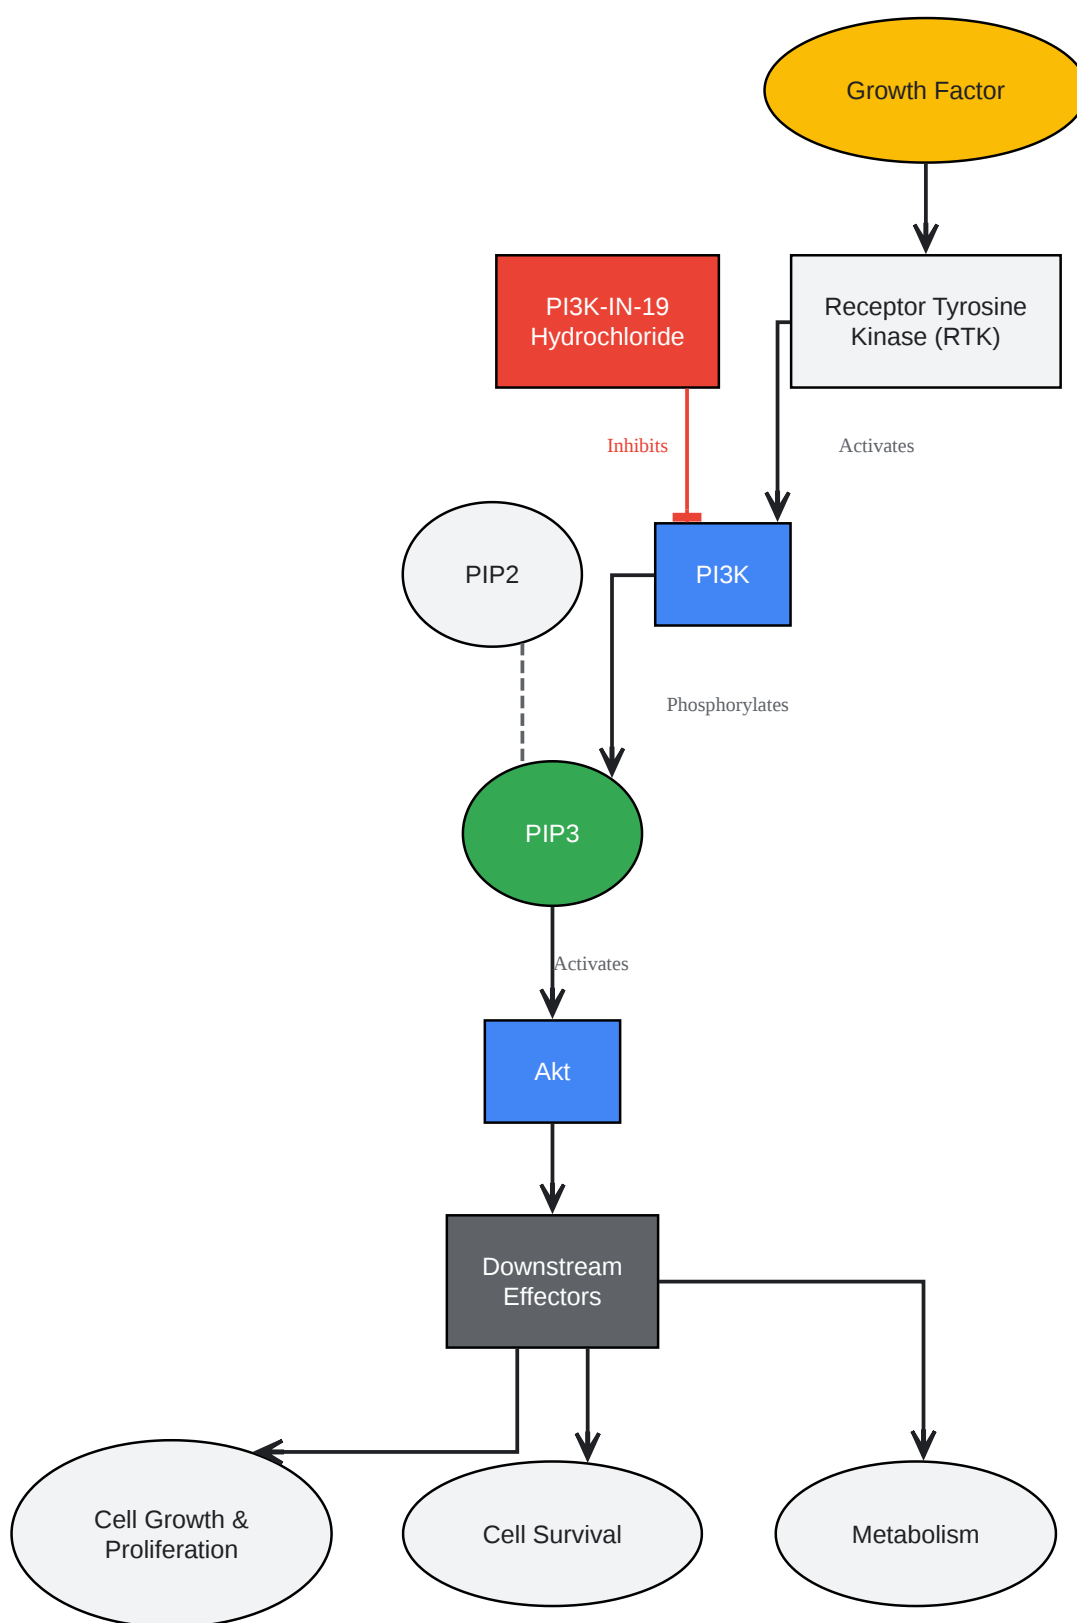 Growth Factor
PI3K-IN-19
Hydrochloride
Receptor Tyrosine
Kinase (RTK)
Inhibits
Activates
PIP2
PI3K
Phosphorylates
PIP3
Activates
Akt
Downstream
Effectors
Cell Growth &
Proliferation
Cell Survival
Metabolism